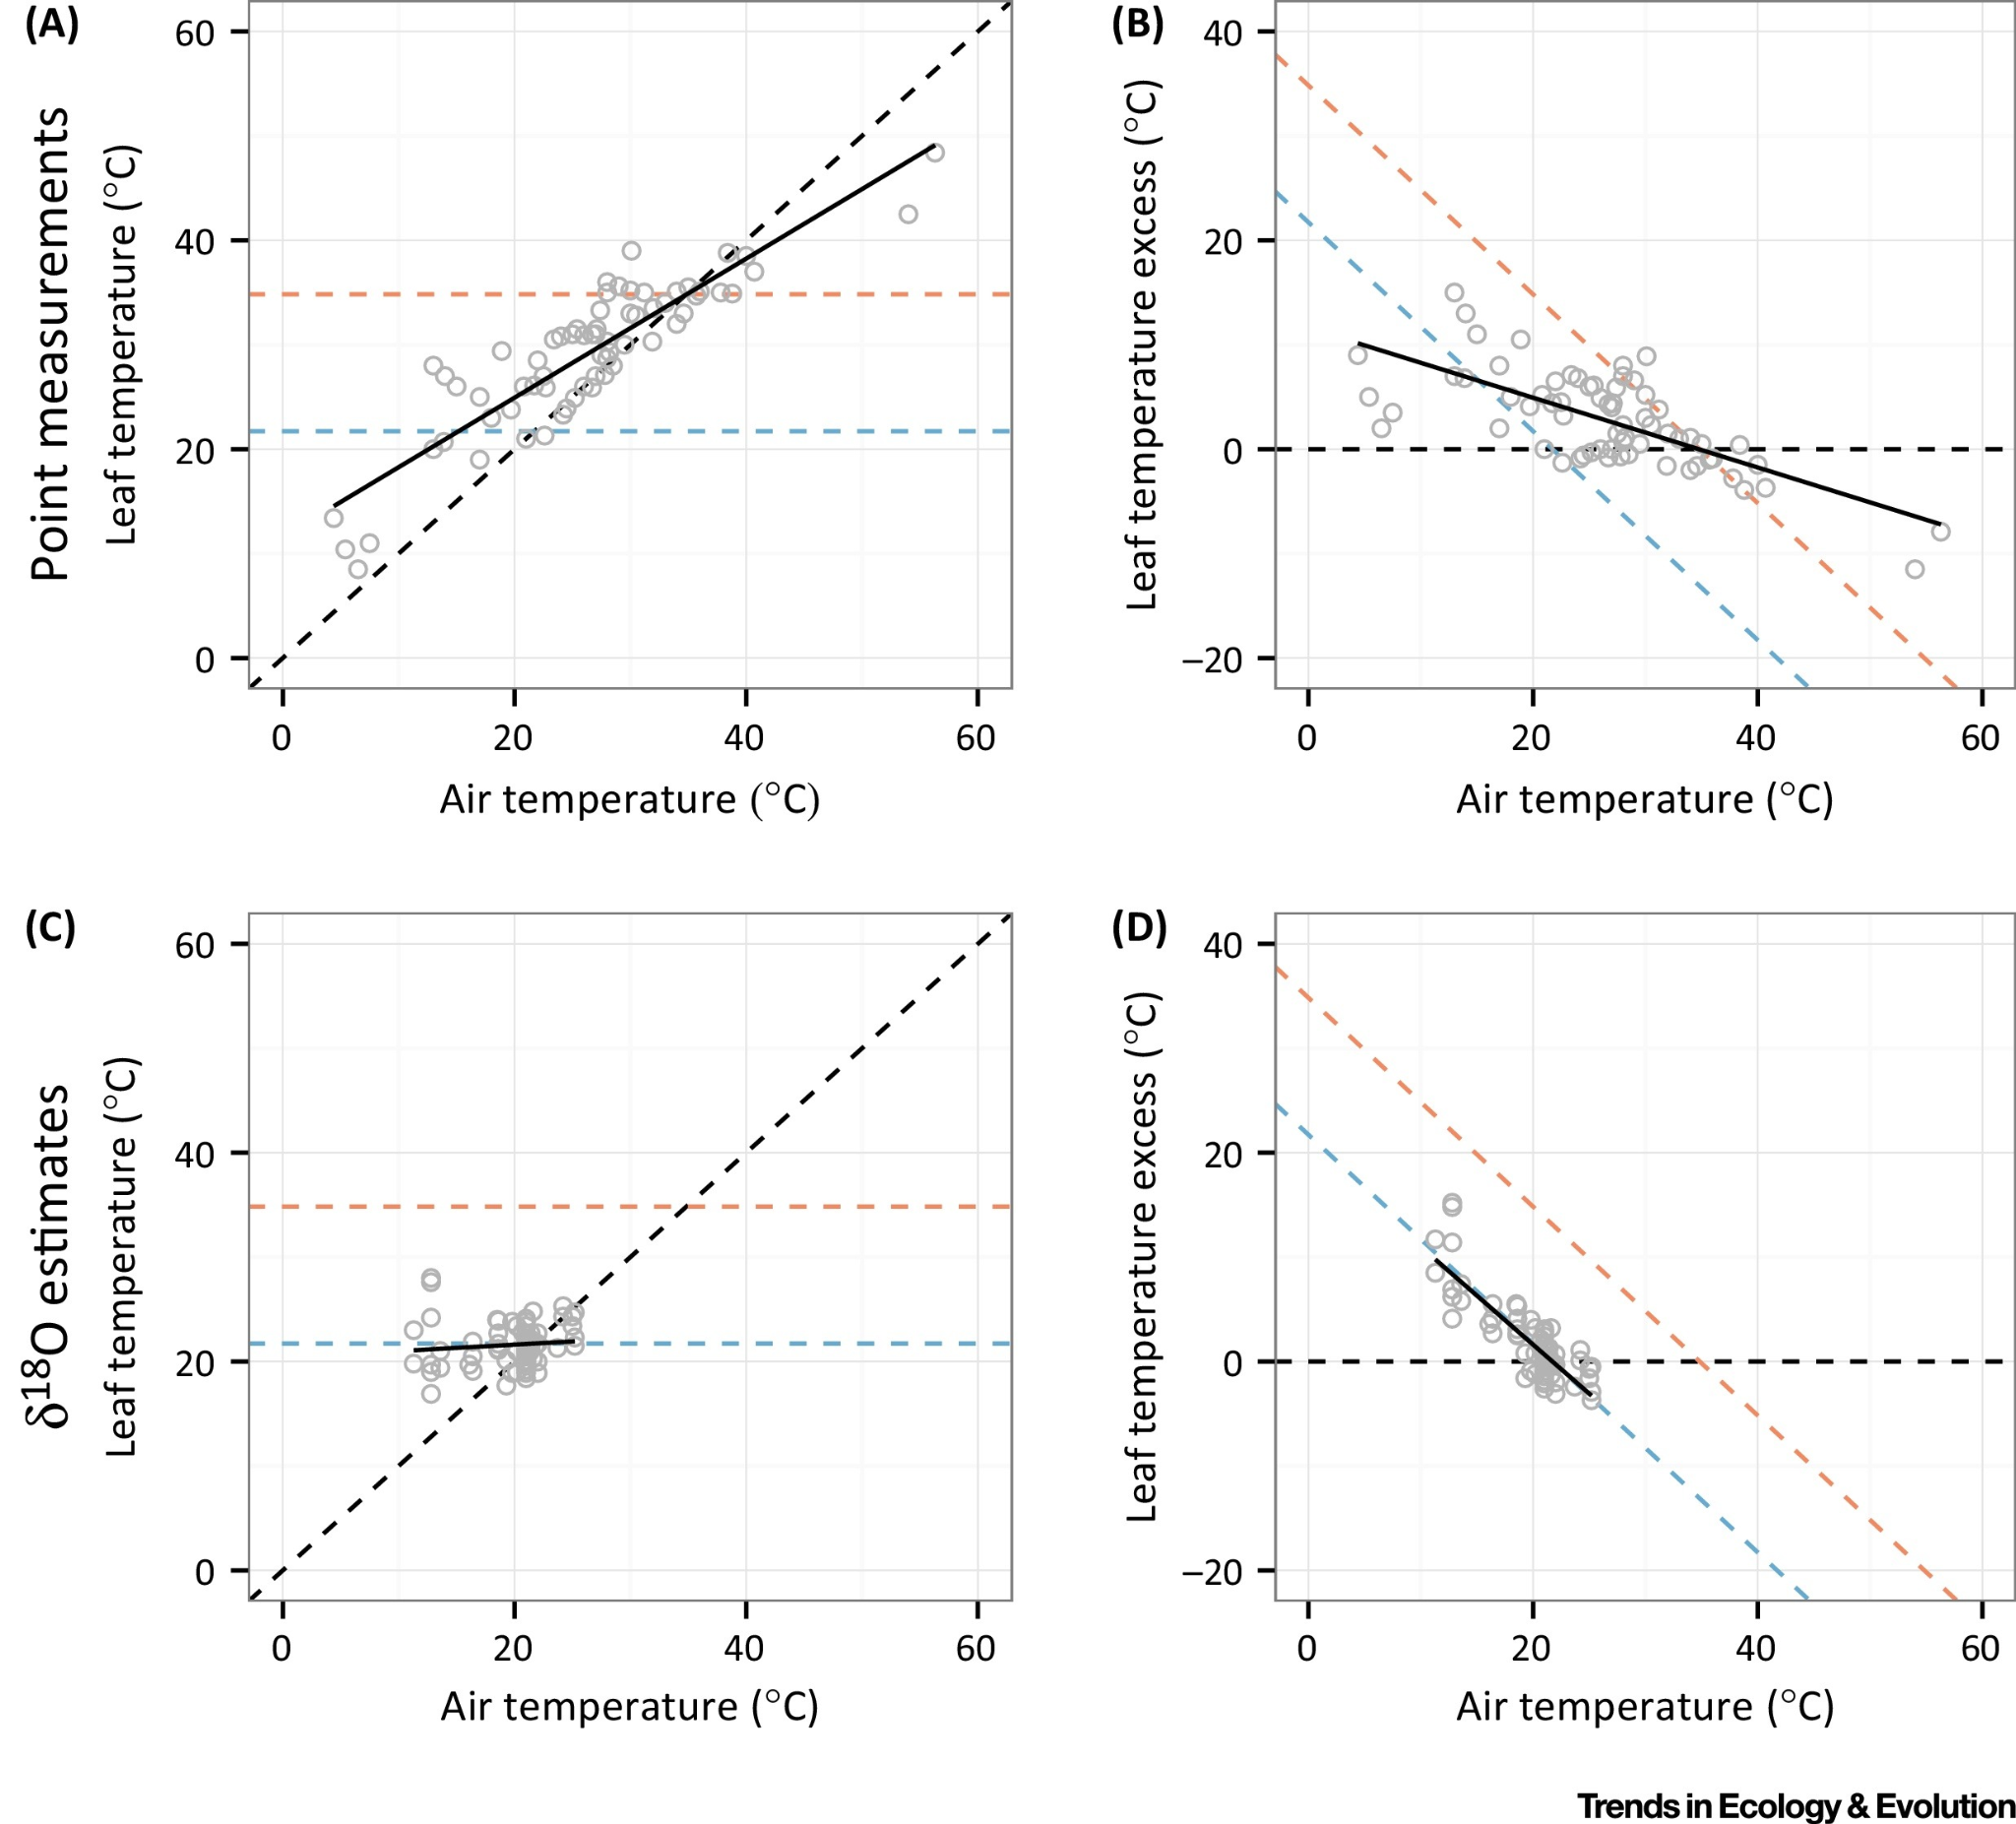 (A)
Point measurements
Leaf temperature (°C)
60
40
20
0
0 20 40 60
Air temperature (°C)
(B)
Leaf temperature excess (°C)
40
20
0
−20
0 20 40 60
Air temperature (°C)
(C)
δ¹⁸O estimates
Leaf temperature (°C)
60
40
20
0
0 20 40 60
Air temperature (°C)
(D)
Leaf temperature excess (°C)
40
20
0
−20
0 20 40 60
Air temperature (°C)
Trends in Ecology & Evolution